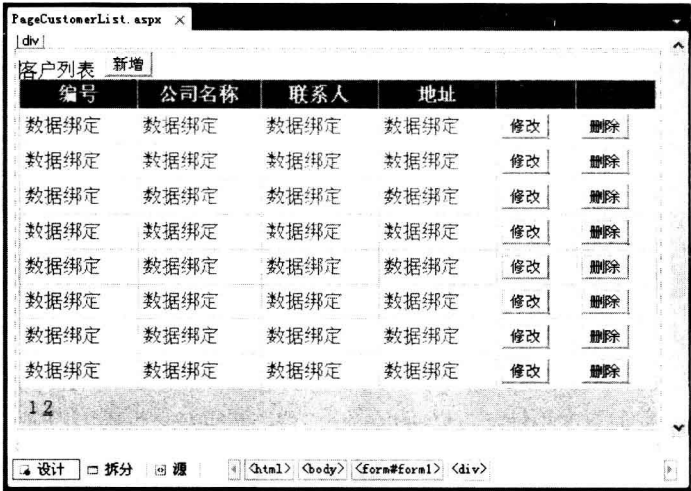 PageCustomerList.aspx ×
div
客户列表 新增
编号 公司名称 联系人 地址
数据绑定 数据绑定 数据绑定 数据绑定 修改 删除
数据绑定 数据绑定 数据绑定 数据绑定 修改 删除
数据绑定 数据绑定 数据绑定 数据绑定 修改 删除
数据绑定 数据绑定 数据绑定 数据绑定 修改 删除
数据绑定 数据绑定 数据绑定 数据绑定 修改 删除
数据绑定 数据绑定 数据绑定 数据绑定 修改 删除
数据绑定 数据绑定 数据绑定 数据绑定 修改 删除
数据绑定 数据绑定 数据绑定 数据绑定 修改 删除
1 2
设计 拆分 源 <html> <body> <form#form1> <div>